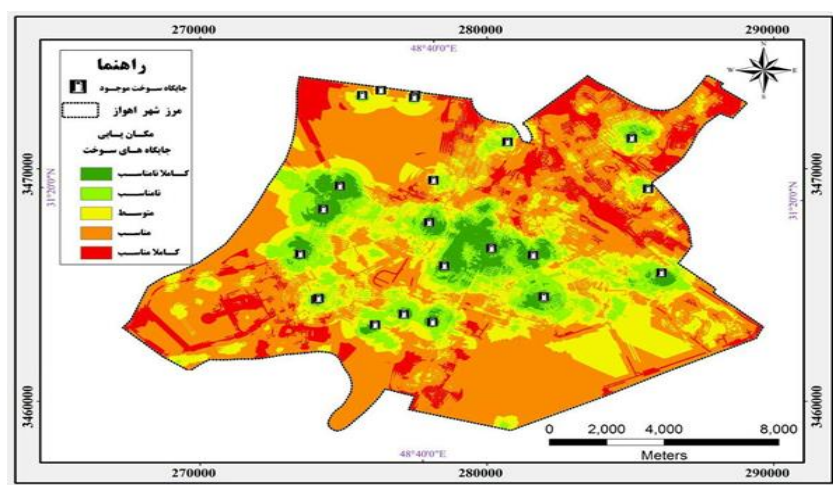 270000
280000
290000
48°40'0"E
راهنما
جایگاه سوخت موجود
مرز شهر اهواز
مکان یابی
جایگاه های سوخت
کاملا نامناسب
نامناسب
متوسط
مناسب
کاملا مناسب
N
W
E
S
3470000
31°20'0"N
3470000
31°20'0"N
3460000
3460000
0 2,000 4,000 8,000
Meters
270000
48°40'0"E
280000
290000